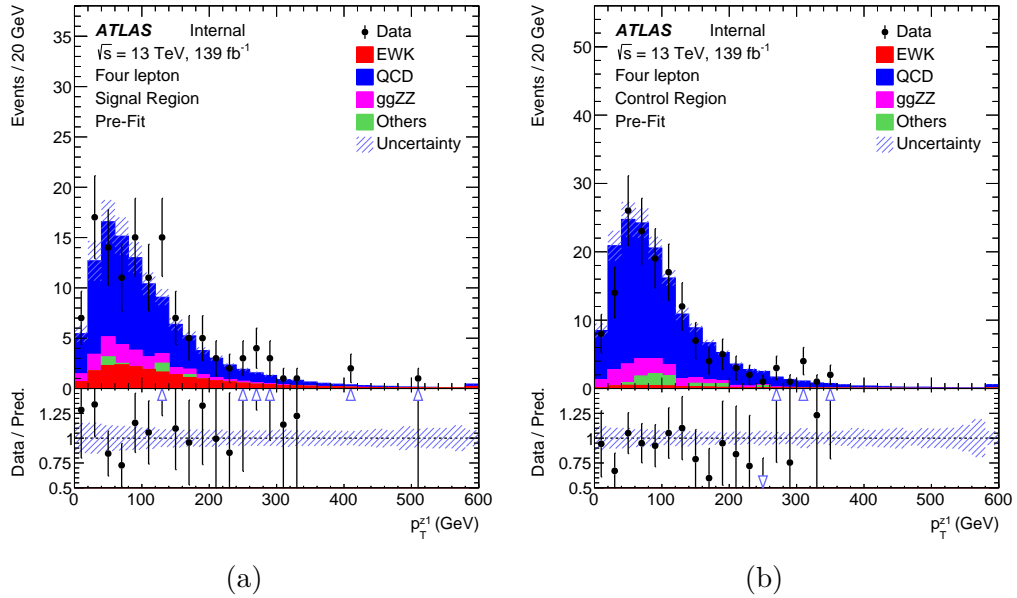 ATLAS Internal
√s = 13 TeV, 139 fb-1
Four lepton
Signal Region
Pre-Fit
Data
EWK
QCD
ggZZ
Others
Uncertainty
Events / 20 GeV
35
30
25
20
15
10
5
0
Data / Pred.
1.25
1
0.75
0.5
0 100 200 300 400 500 600
p_T^z1 (GeV)
(a)
ATLAS Internal
√s = 13 TeV, 139 fb-1
Four lepton
Control Region
Pre-Fit
Data
EWK
QCD
ggZZ
Others
Uncertainty
Events / 20 GeV
50
40
30
20
10
0
Data / Pred.
1.25
1
0.75
0.5
0 100 200 300 400 500 600
p_T^z1 (GeV)
(b)